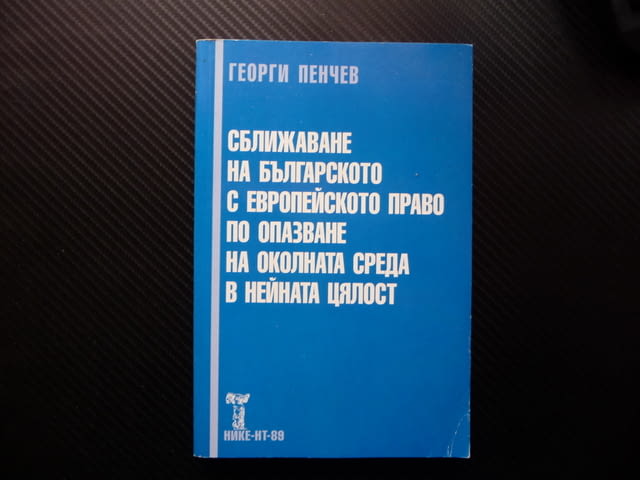 ГЕОРГИ ПЕНЧЕВ
СБЛИЖАВАНЕ
НА БЪЛГАРСКОТО
С ЕВРОПЕЙСКОТО ПРАВО
ПО ОПАЗВАНЕ
НА ОКОЛНАТА СРЕДА
В НЕЙНАТА ЦЯЛОСТ
НИКЕ-НТ-89